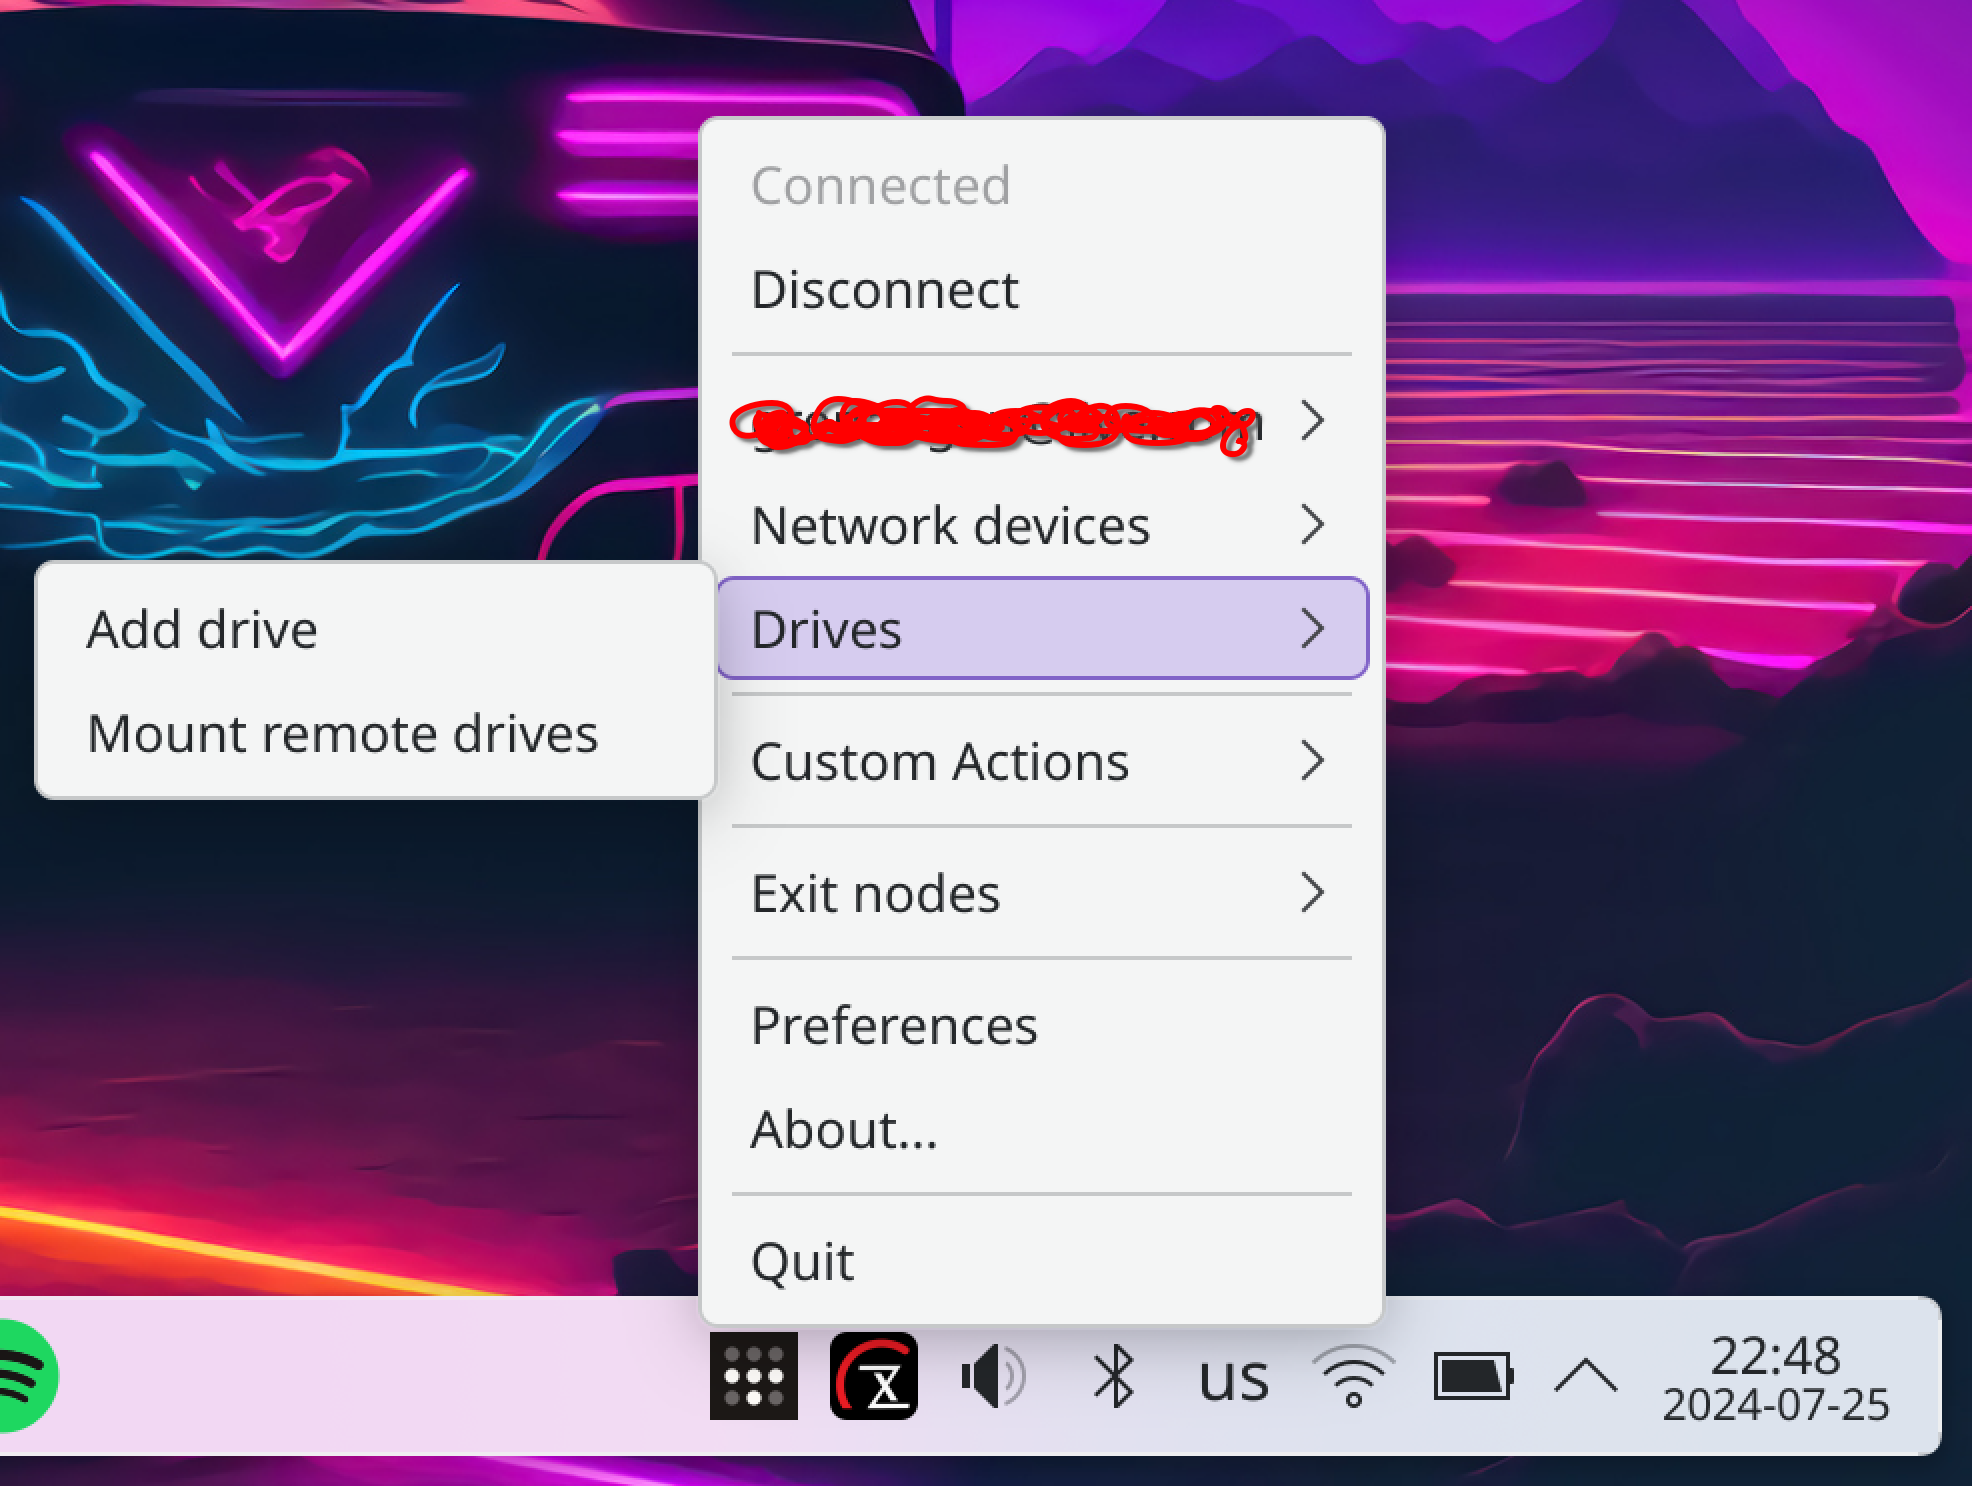 Connected
Disconnect
Network devices
Drives
Add drive
Mount remote drives
Custom Actions
Exit nodes
Preferences
About...
Quit
us
22:48
2024-07-25